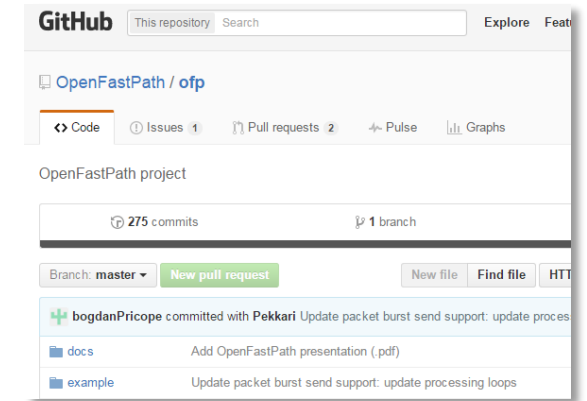 GitHub This repository Search Explore
OpenFastPath / ofp
<> Code Issues 1 Pull requests 2 Pulse Graphs
OpenFastPath project
275 commits 1 branch
Branch: master New pull request New file Find file
bogdanPricope committed with Pekkari Update packet burst send support: update
docs Add OpenFastPath presentation (.pdf)
example Update packet burst send support: update processing loops